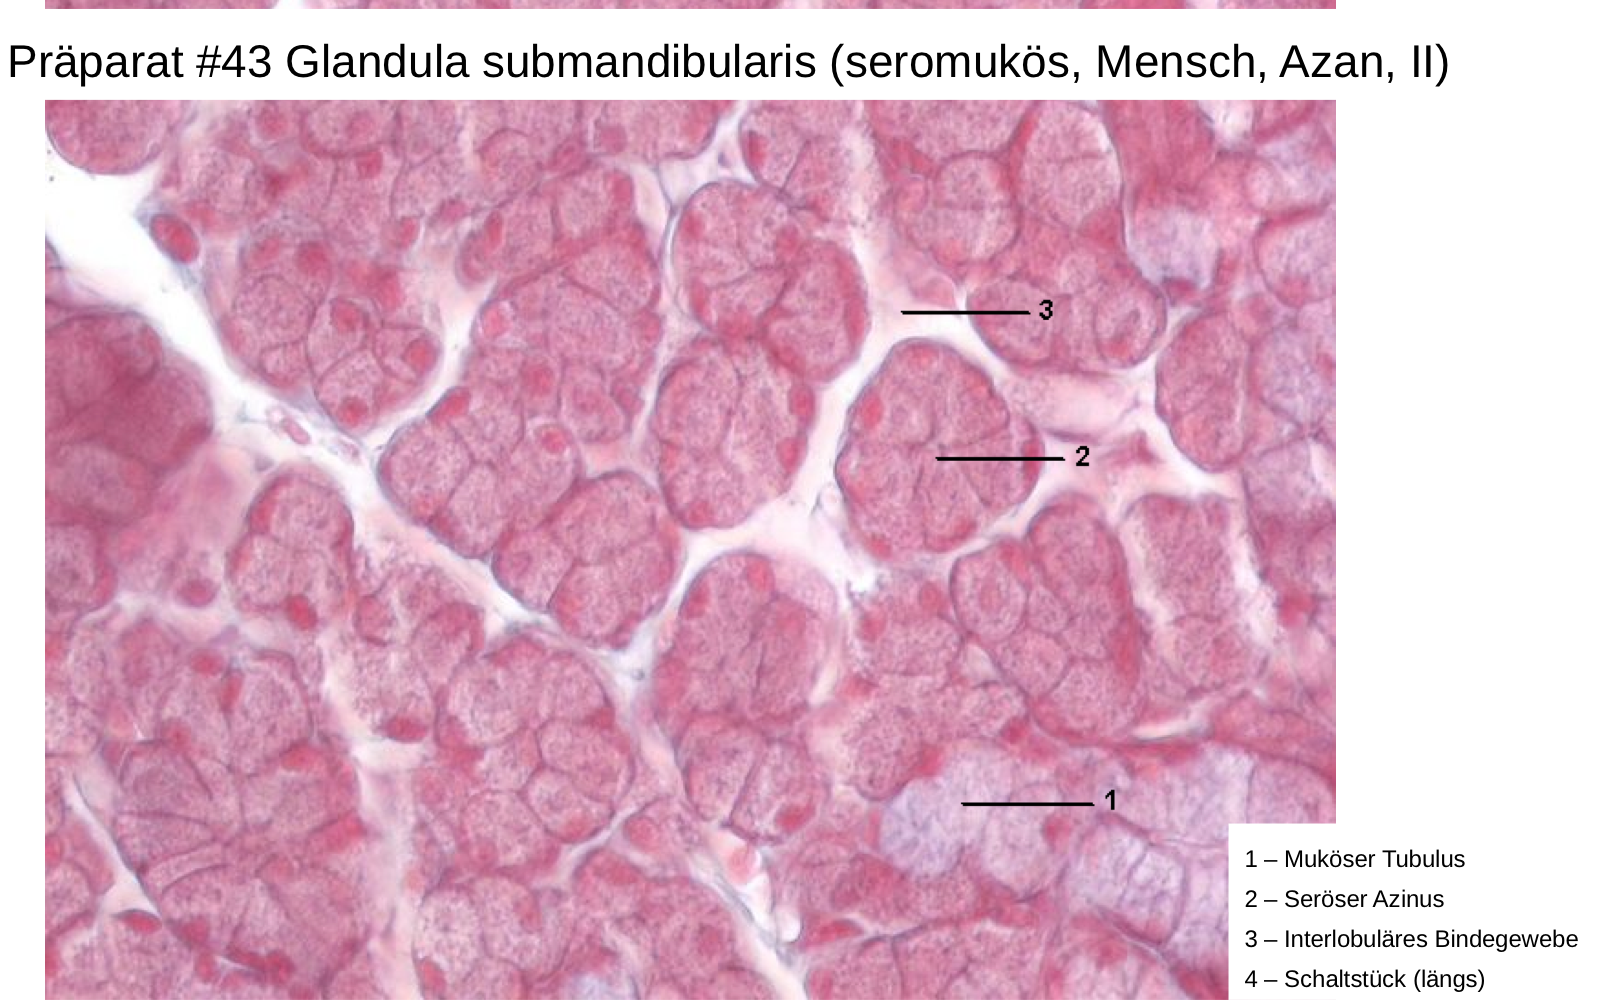 Präparat #43 Glandula submandibularis (seromukös, Mensch, Azan, II)
3
2
1
1 – Muköser Tubulus
2 – Seröser Azinus
3 – Interlobuläres Bindegewebe
4 – Schaltstück (längs)